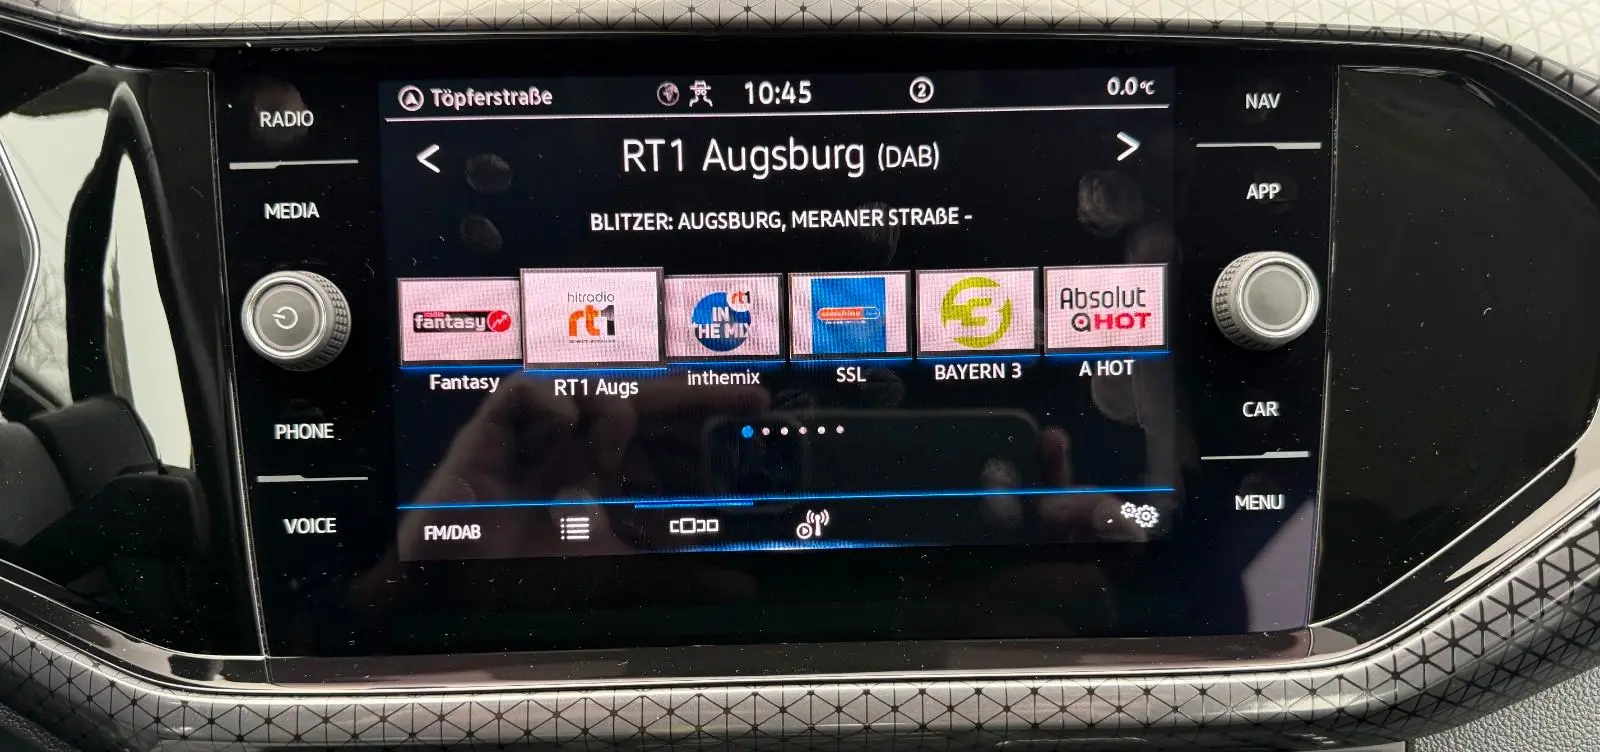 RADIO
MEDIA
PHONE
VOICE
Töpferstraße
10:45
2
0.0°C
< RT1 Augsburg (DAB) >
BLITZER: AUGSBURG, MERANER STRAßE -
fantasy
hitradio
rt1
rt1
IN
THE MIX
3
Absolut
HOT
Fantasy
RT1 Augs
inthemix
SSL
BAYERN 3
A HOT
FM/DAB
NAV
APP
CAR
MENU